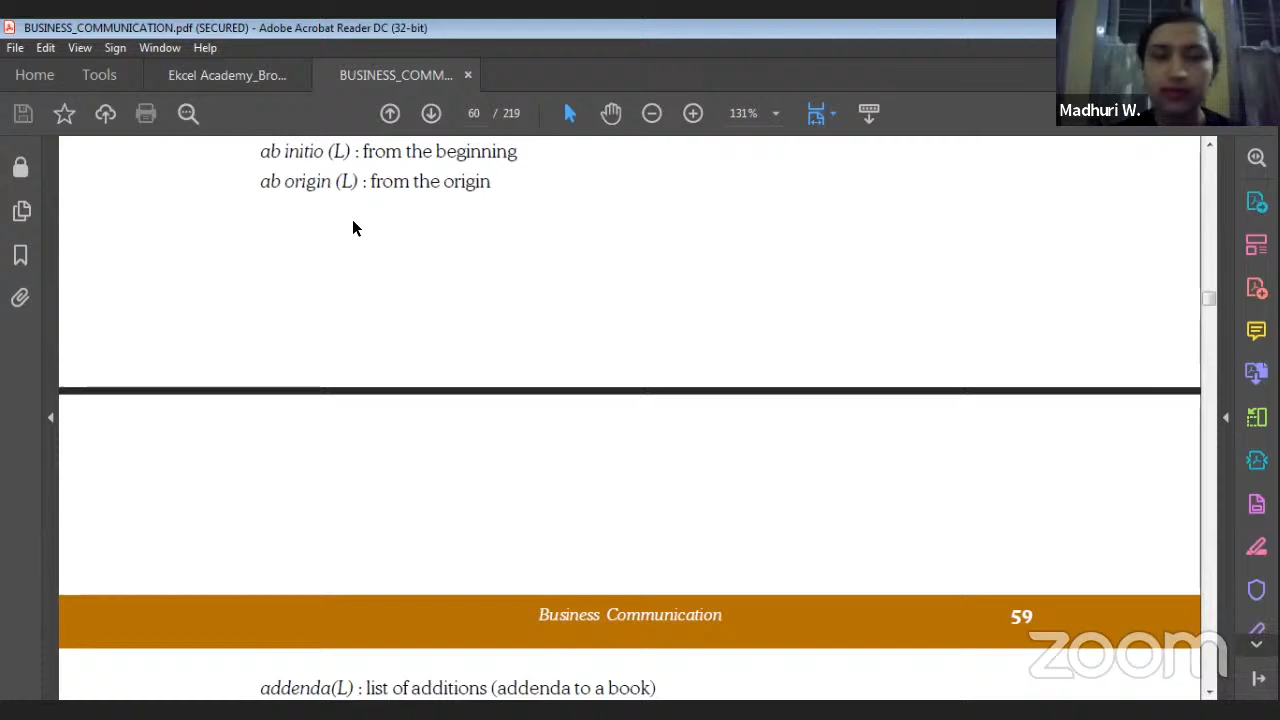 BUSINESS_COMMUNICATION.pdf (SECURED) - Adobe Acrobat Reader DC (32-bit)
File Edit View Sign Window Help
Home Tools Ekcel Academy_Bro... BUSINESS_COMM... ×
60 / 219 131%
Madhuri W.
ab initio (L) : from the beginning
ab origin (L) : from the origin
Business Communication 59
zoom
addenda(L) : list of additions (addenda to a book)